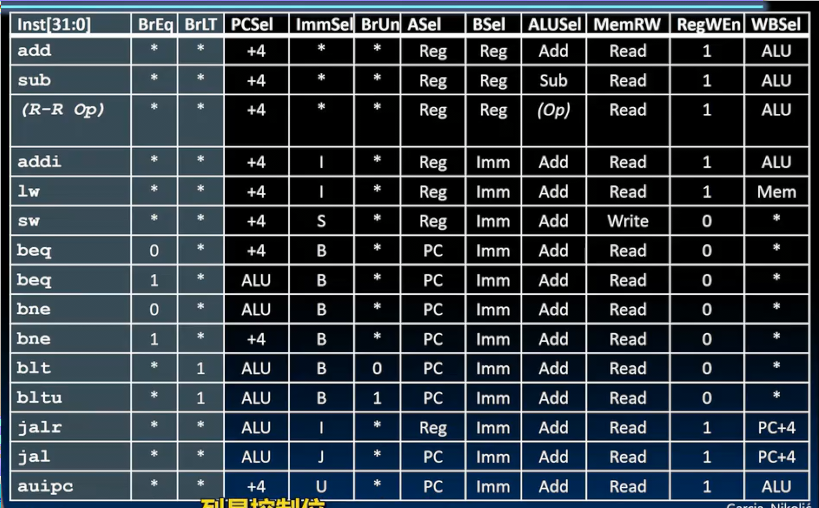 Inst[31:0] BrEq BrLT PCSel ImmSel BrUn ASel BSel ALUSel MemRW RegWEn WBSel
add * * +4 * * Reg Reg Add Read 1 ALU
sub * * +4 * * Reg Reg Sub Read 1 ALU
(R-R Op) * * +4 * * Reg Reg (Op) Read 1 ALU
addi * * +4 I * Reg Imm Add Read 1 ALU
lw * * +4 I * Reg Imm Add Read 1 Mem
sw * * +4 S * Reg Imm Add Write 0 *
beq 0 * +4 B * PC Imm Add Read 0 *
beq 1 * ALU B * PC Imm Add Read 0 *
bne 0 * ALU B * PC Imm Add Read 0 *
bne 1 * +4 B * PC Imm Add Read 0 *
blt * 1 ALU B 0 PC Imm Add Read 0 *
bltu * 1 ALU B 1 PC Imm Add Read 0 *
jalr * * ALU I * Reg Imm Add Read 1 PC+4
jal * * ALU J * PC Imm Add Read 1 PC+4
auipc * * +4 U * PC Imm Add Read 1 ALU
列是控制位
Garcia, Nikolić